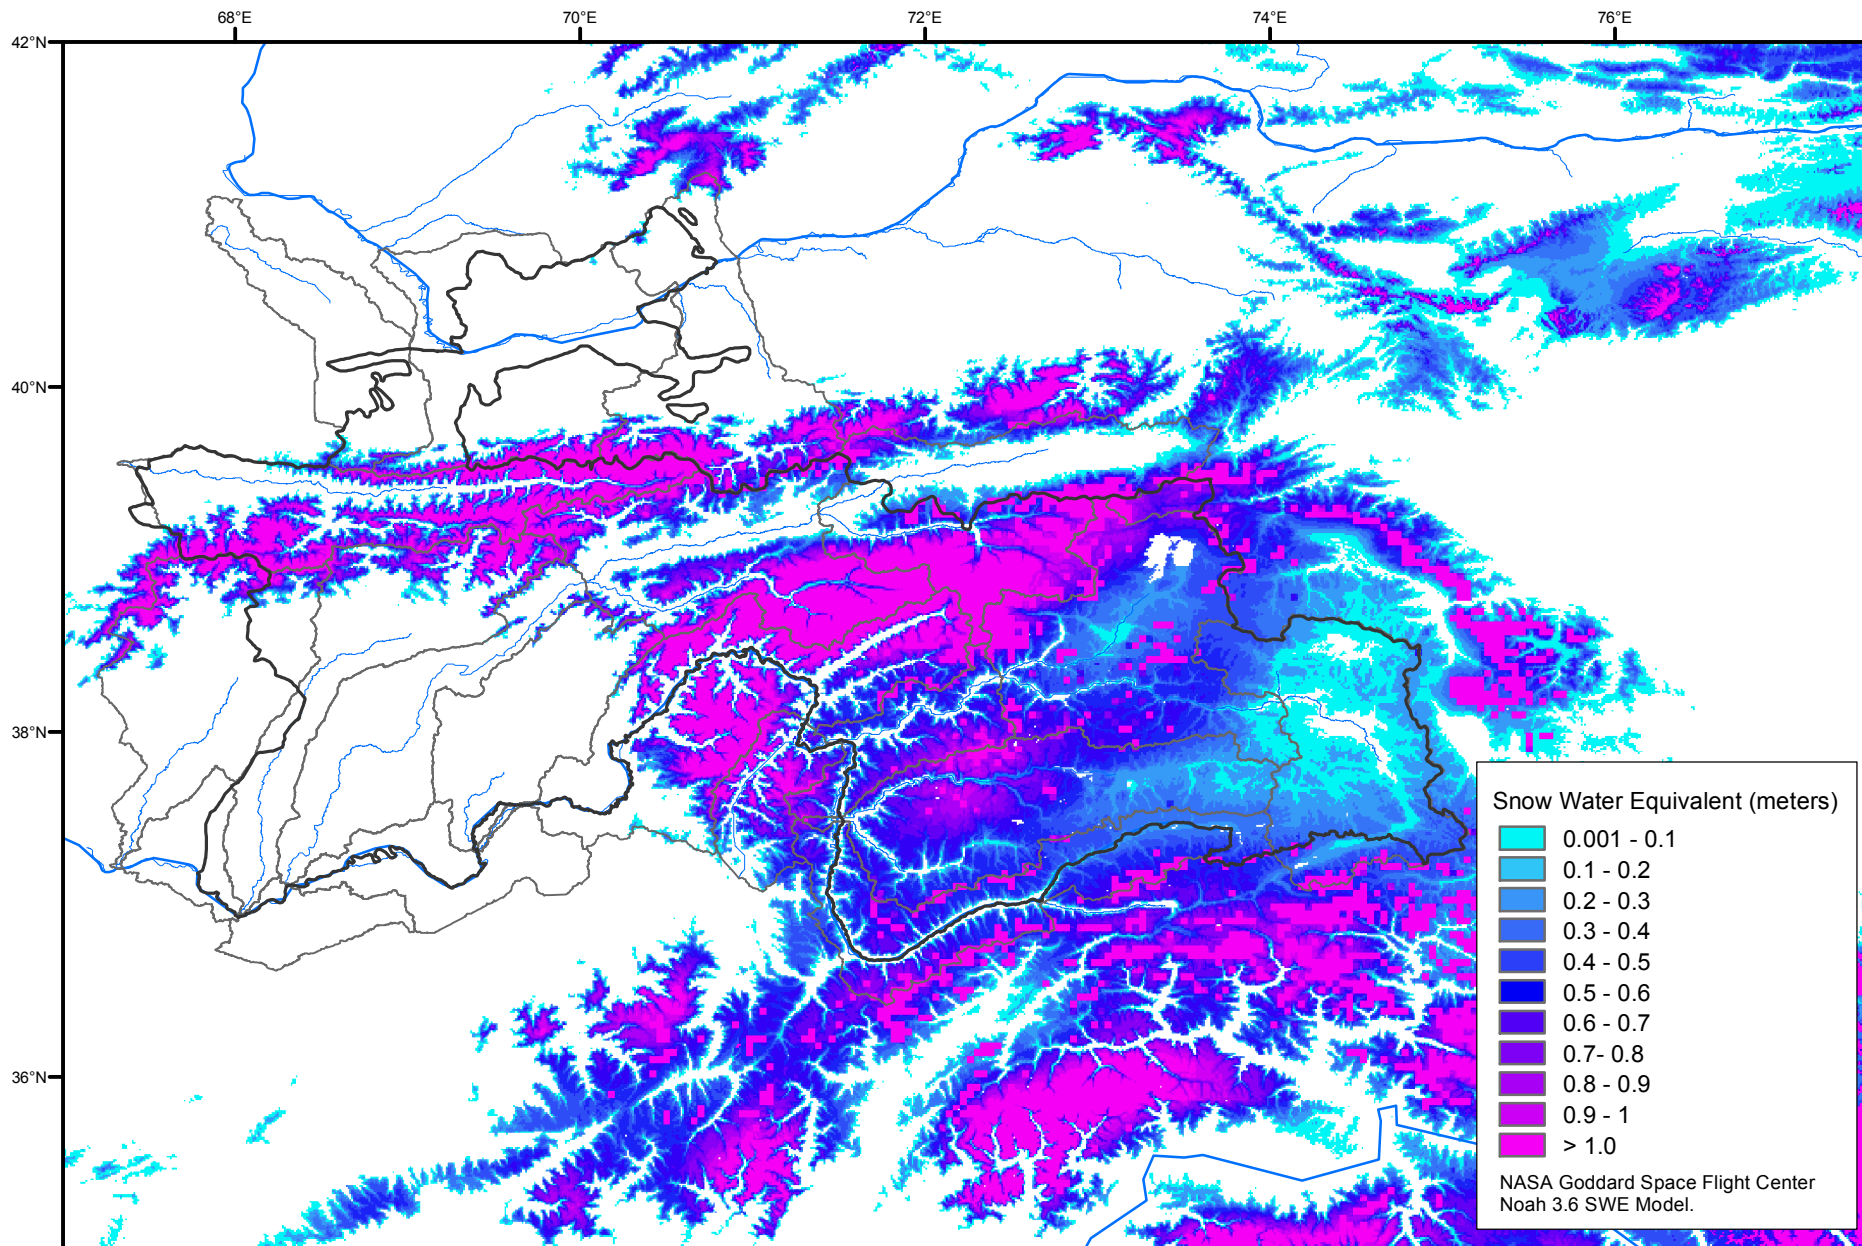 68°E
70°E
72°E
74°E
76°E
42°N
40°N
38°N
36°N
Snow Water Equivalent (meters)
0.001 - 0.1
0.1 - 0.2
0.2 - 0.3
0.3 - 0.4
0.4 - 0.5
0.5 - 0.6
0.6 - 0.7
0.7- 0.8
0.8 - 0.9
0.9 - 1
> 1.0
NASA Goddard Space Flight Center
Noah 3.6 SWE Model.